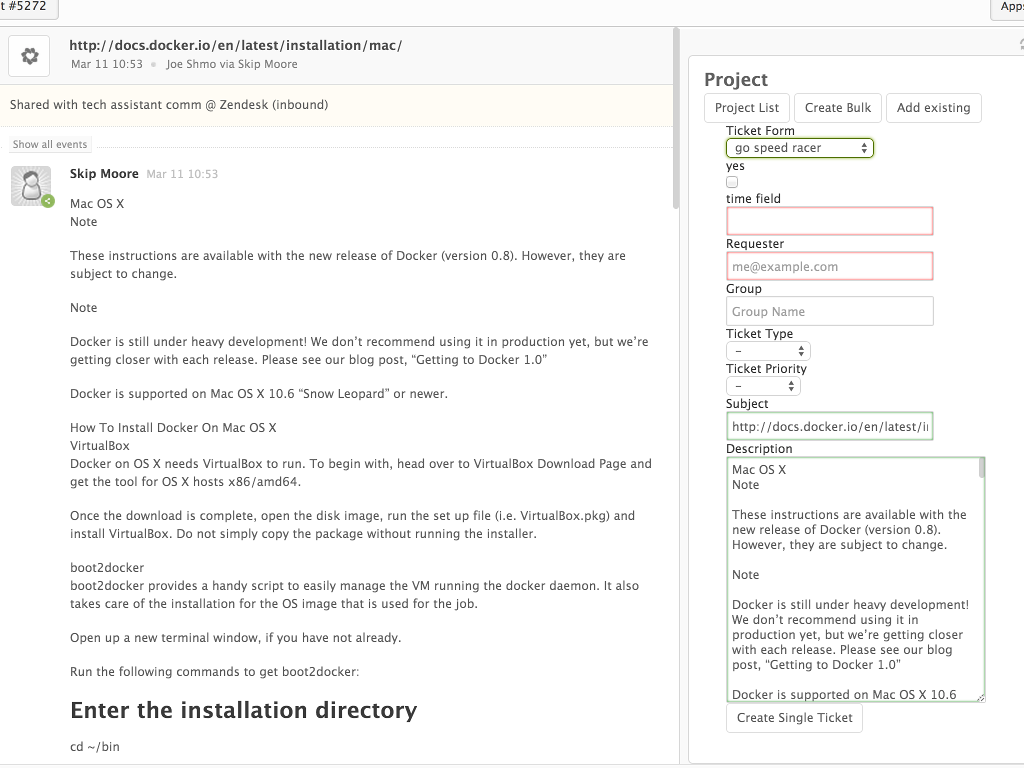 t #5272
Apps
http://docs.docker.io/en/latest/installation/mac/
Mar 11 10:53 Joe Shmo via Skip Moore
Shared with tech assistant comm @ Zendesk (inbound)
Show all events
Skip Moore Mar 11 10:53
Mac OS X
Note
These instructions are available with the new release of Docker (version 0.8). However, they are
subject to change.
Note
Docker is still under heavy development! We don’t recommend using it in production yet, but we’re
getting closer with each release. Please see our blog post, “Getting to Docker 1.0”
Docker is supported on Mac OS X 10.6 “Snow Leopard” or newer.
How To Install Docker On Mac OS X
VirtualBox
Docker on OS X needs VirtualBox to run. To begin with, head over to VirtualBox Download Page and
get the tool for OS X hosts x86/amd64.
Once the download is complete, open the disk image, run the set up file (i.e. VirtualBox.pkg) and
install VirtualBox. Do not simply copy the package without running the installer.
boot2docker
boot2docker provides a handy script to easily manage the VM running the docker daemon. It also
takes care of the installation for the OS image that is used for the job.
Open up a new terminal window, if you have not already.
Run the following commands to get boot2docker:
Enter the installation directory
cd ~/bin
Project
Project List
Create Bulk
Add existing
Ticket Form
go speed racer
yes
time field
Requester
me@example.com
Group
Group Name
Ticket Type
–
Ticket Priority
–
Subject
http://docs.docker.io/en/latest/i
Description
Mac OS X
Note
These instructions are available with the
new release of Docker (version 0.8).
However, they are subject to change.
Note
Docker is still under heavy development!
We don’t recommend using it in
production yet, but we’re getting closer
with each release. Please see our blog
post, “Getting to Docker 1.0”
Docker is supported on Mac OS X 10.6
Create Single Ticket